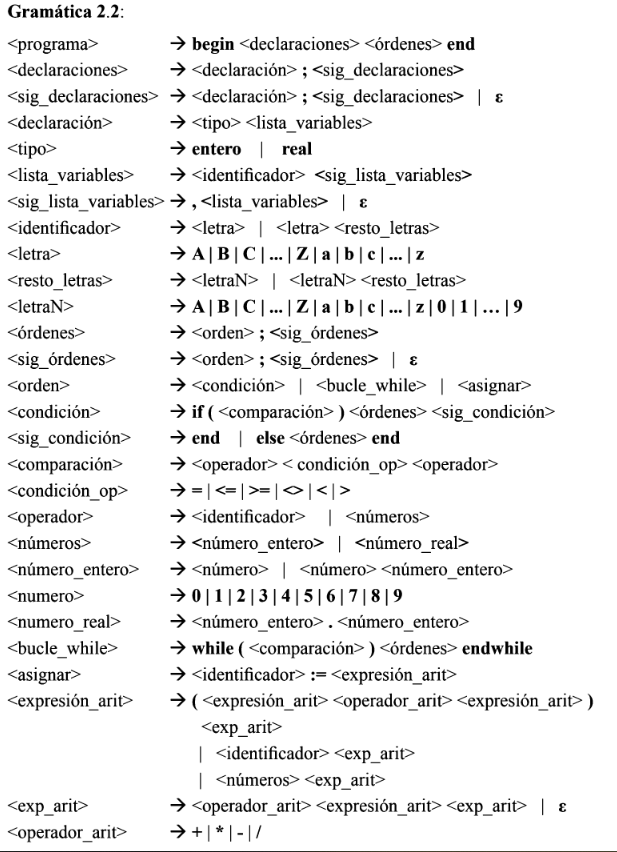 Gramática 2.2:
<programa> → begin <declaraciones> <órdenes> end
<declaraciones> → <declaración> ; <sig_declaraciones>
<sig_declaraciones> → <declaración> ; <sig_declaraciones> | ε
<declaración> → <tipo> <lista_variables>
<tipo> → entero | real
<lista_variables> → <identificador> <sig_lista_variables>
<sig_lista_variables> → , <lista_variables> | ε
<identificador> → <letra> | <letra> <resto_letras>
<letra> → A | B | C | ... | Z | a | b | c | ... | z
<resto_letras> → <letraN> | <letraN> <resto_letras>
<letraN> → A | B | C | ... | Z | a | b | c | ... | z | 0 | 1 | … | 9
<órdenes> → <orden> ; <sig_órdenes>
<sig_órdenes> → <orden> ; <sig_órdenes> | ε
<orden> → <condición> | <bucle_while> | <asignar>
<condición> → if ( <comparación> ) <órdenes> <sig_condición>
<sig_condición> → end | else <órdenes> end
<comparación> → <operador> < condición_op> <operador>
<condición_op> → = | <= | >= | <> | < | >
<operador> → <identificador> | <números>
<números> → <número_entero> | <número_real>
<número_entero> → <número> | <número> <número_entero>
<numero> → 0 | 1 | 2 | 3 | 4 | 5 | 6 | 7 | 8 | 9
<numero_real> → <número_entero> . <número_entero>
<bucle_while> → while ( <comparación> ) <órdenes> endwhile
<asignar> → <identificador> := <expresión_arit>
<expresión_arit> → ( <expresión_arit> <operador_arit> <expresión_arit> )
<exp_arit>
| <identificador> <exp_arit>
| <números> <exp_arit>
<exp_arit> → <operador_arit> <expresión_arit> <exp_arit> | ε
<operador_arit> → + | * | - | /